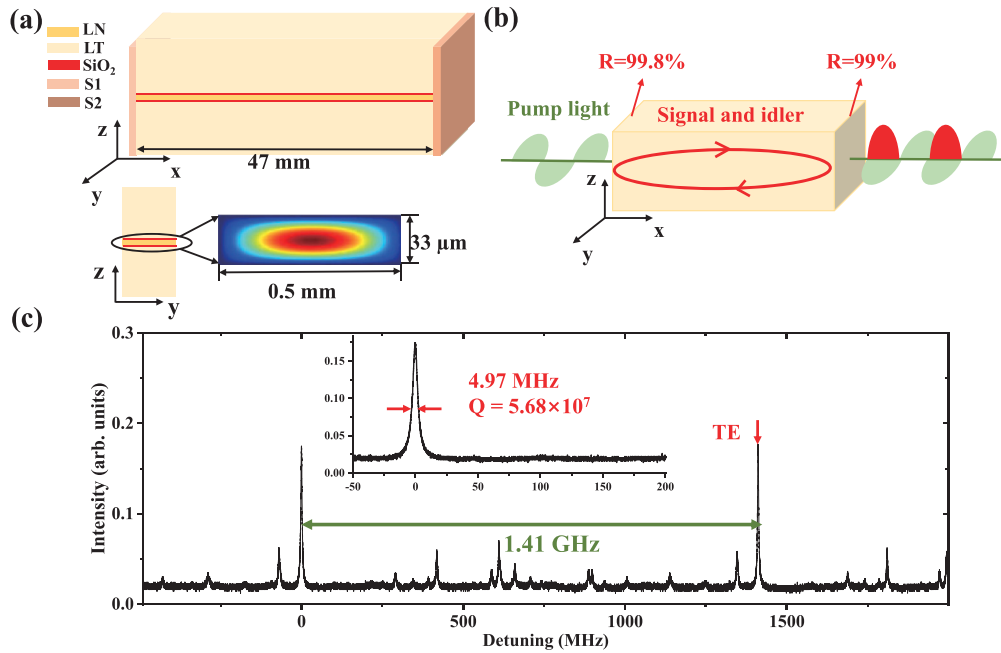 (a)
LN
LT
SiO₂
S1
S2
z
x
y
47 mm
z
y
33 μm
0.5 mm
(b)
R=99.8%
R=99%
Pump light
Signal and idler
z
x
y
(c)
Intensity (arb. units)
0.3
0.2
0.1
0.0
0.15
0.10
0.05
0.00
-50
0
50
100
150
200
4.97 MHz
Q = 5.68×10⁷
TE
1.41 GHz
0
500
1000
1500
Detuning (MHz)